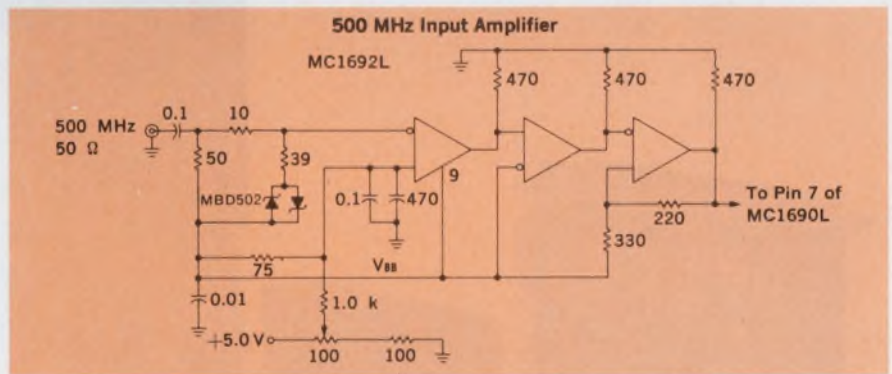 500 MHz Input Amplifier
MC1692L
470
470
470
0.1
10
500 MHz
50 Ω
50
39
MBD502
0.1
470
9
To Pin 7 of
MC1690L
220
330
75
VBB
0.01
1.0 k
+5.0 V
100
100